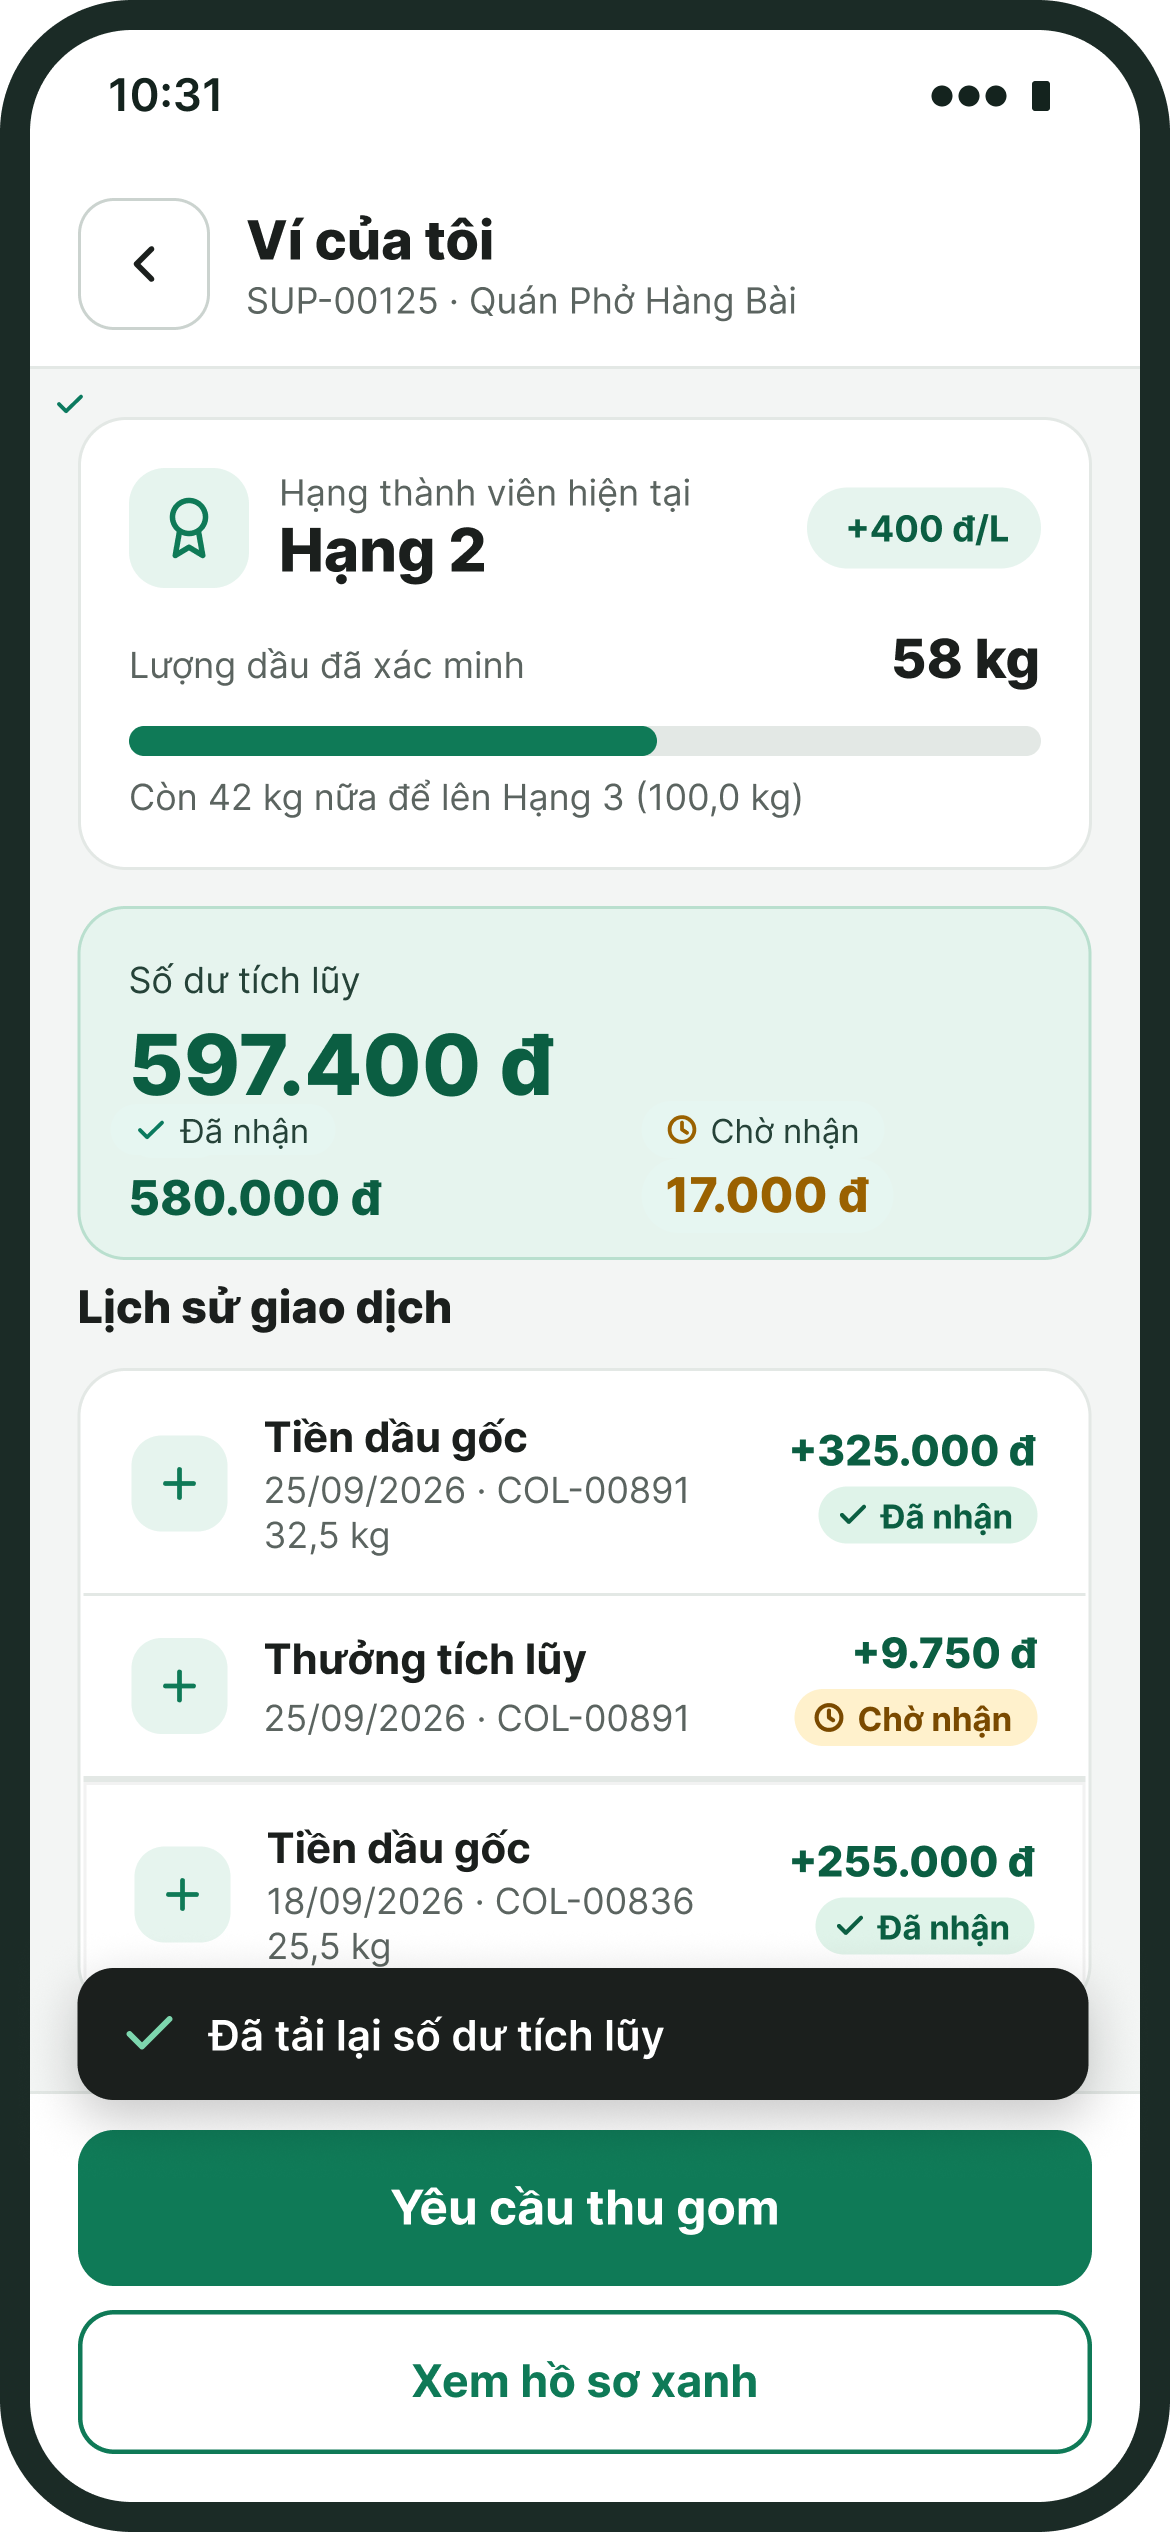 10:31
Ví của tôi
SUP-00125 · Quán Phở Hàng Bài
Hạng thành viên hiện tại
Hạng 2
+400 đ/L
Lượng dầu đã xác minh
58 kg
Còn 42 kg nữa để lên Hạng 3 (100,0 kg)
Số dư tích lũy
597.400 đ
Đã nhận
580.000 đ
Chờ nhận
17.000 đ
Lịch sử giao dịch
Tiền dầu gốc
25/09/2026 · COL-00891
32,5 kg
+325.000 đ
Đã nhận
Thưởng tích lũy
25/09/2026 · COL-00891
+9.750 đ
Chờ nhận
Tiền dầu gốc
18/09/2026 · COL-00836
25,5 kg
+255.000 đ
Đã nhận
Đã tải lại số dư tích lũy
Yêu cầu thu gom
Xem hồ sơ xanh